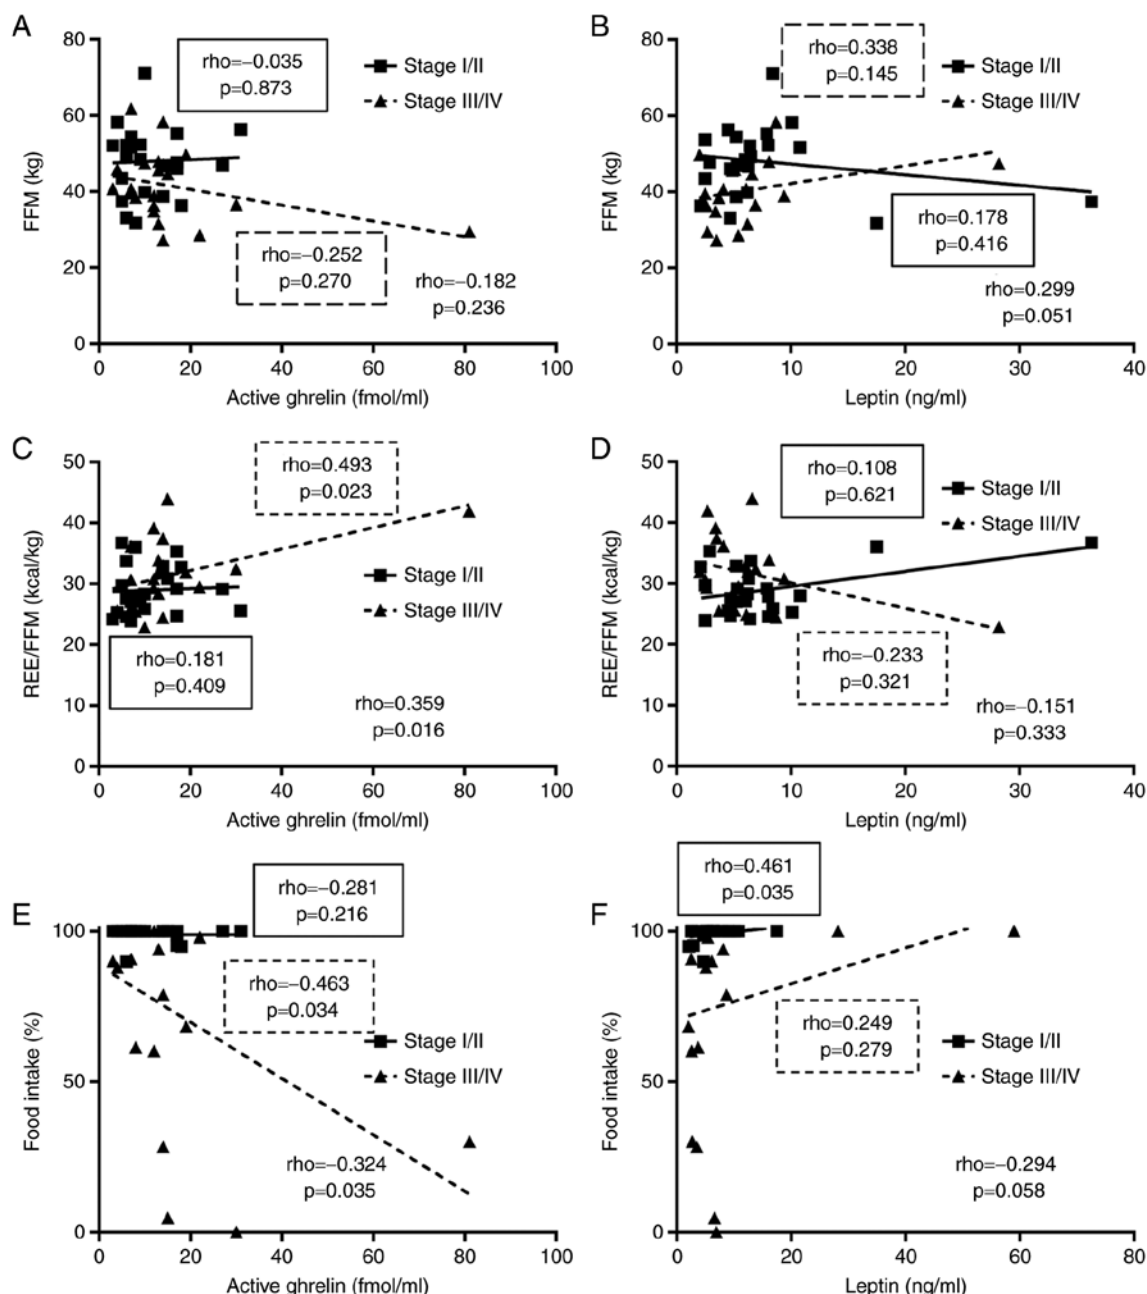 A
80
60
40
20
0
FFM (kg)
rho=−0.035
p=0.873
Stage I/II
Stage III/IV
rho=−0.252
p=0.270
rho=−0.182
p=0.236
0 20 40 60 80 100
Active ghrelin (fmol/ml)
B
80
60
40
20
0
FFM (kg)
rho=0.338
p=0.145
Stage I/II
Stage III/IV
rho=0.178
p=0.416
rho=0.299
p=0.051
0 10 20 30 40
Leptin (ng/ml)
C
50
40
30
20
10
0
REE/FFM (kcal/kg)
rho=0.493
p=0.023
Stage I/II
Stage III/IV
rho=0.181
p=0.409
rho=0.359
p=0.016
0 20 40 60 80 100
Active ghrelin (fmol/ml)
D
50
40
30
20
10
0
REE/FFM (kcal/kg)
rho=0.108
p=0.621
Stage I/II
Stage III/IV
rho=−0.233
p=0.321
rho=−0.151
p=0.333
0 10 20 30 40
Leptin (ng/ml)
E
100
50
0
Food intake (%)
rho=−0.281
p=0.216
rho=−0.463
p=0.034
Stage I/II
Stage III/IV
rho=−0.324
p=0.035
0 20 40 60 80 100
Active ghrelin (fmol/ml)
F
100
50
0
Food intake (%)
rho=0.461
p=0.035
rho=0.249
p=0.279
Stage I/II
Stage III/IV
rho=−0.294
p=0.058
0 20 40 60 80
Leptin (ng/ml)